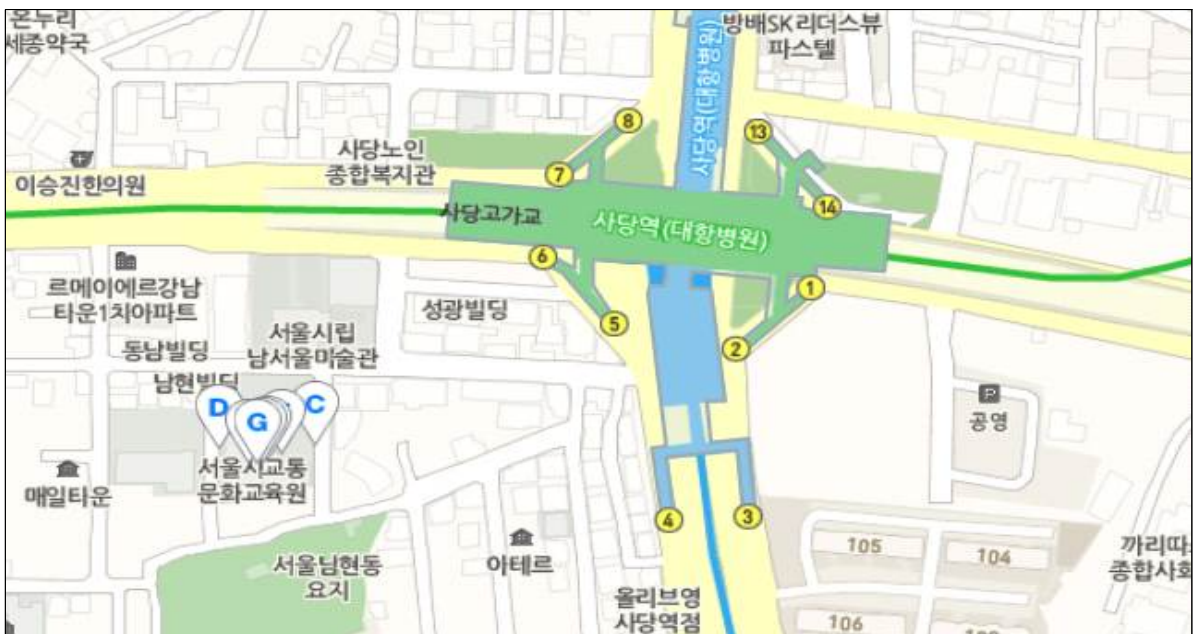 온누리
세종약국
방배SK리더스뷰
파스텔
사당역(대항병원)
8
13
사당노인
종합복지관
이승진한의원
7
14
사당고가교
사당역(대항병원)
6
르메이에르강남
타운1치아파트
1
성광빌딩
5
서울시립
남서울미술관
동남빌딩
2
남현빌딩
D
G
C
P
공영
서울시교통
문화교육원
매일타운
4
3
아테르
서울남현동
요지
105
104
까리따스
종합사회
올리브영
사당역점
106